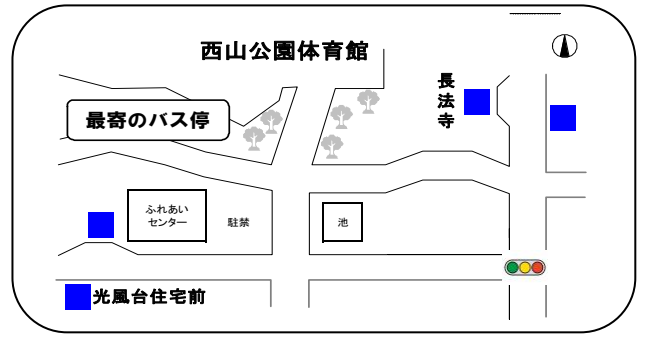 西山公園体育館
長法寺
最寄のバス停
ふれあい
センター
駐禁
池
光風台住宅前